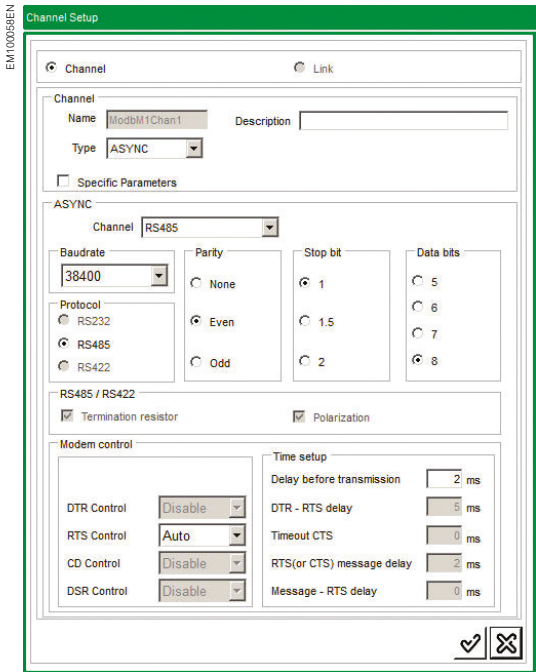 EM100058EN
Channel Setup
Channel
Link
Channel
Name ModbM1Chan1 Description
Type ASYNC
Specific Parameters
ASYNC
Channel RS485
Baudrate
38400
Protocol
RS232
RS485
RS422
Parity
None
Even
Odd
Stop bit
1
1.5
2
Data bits
5
6
7
8
RS485 / RS422
Termination resistor
Polarization
Modem control
DTR Control Disable
RTS Control Auto
CD Control Disable
DSR Control Disable
Time setup
Delay before transmission 2 ms
DTR - RTS delay 5 ms
Timeout CTS 0 ms
RTS(or CTS) message delay 2 ms
Message - RTS delay 0 ms